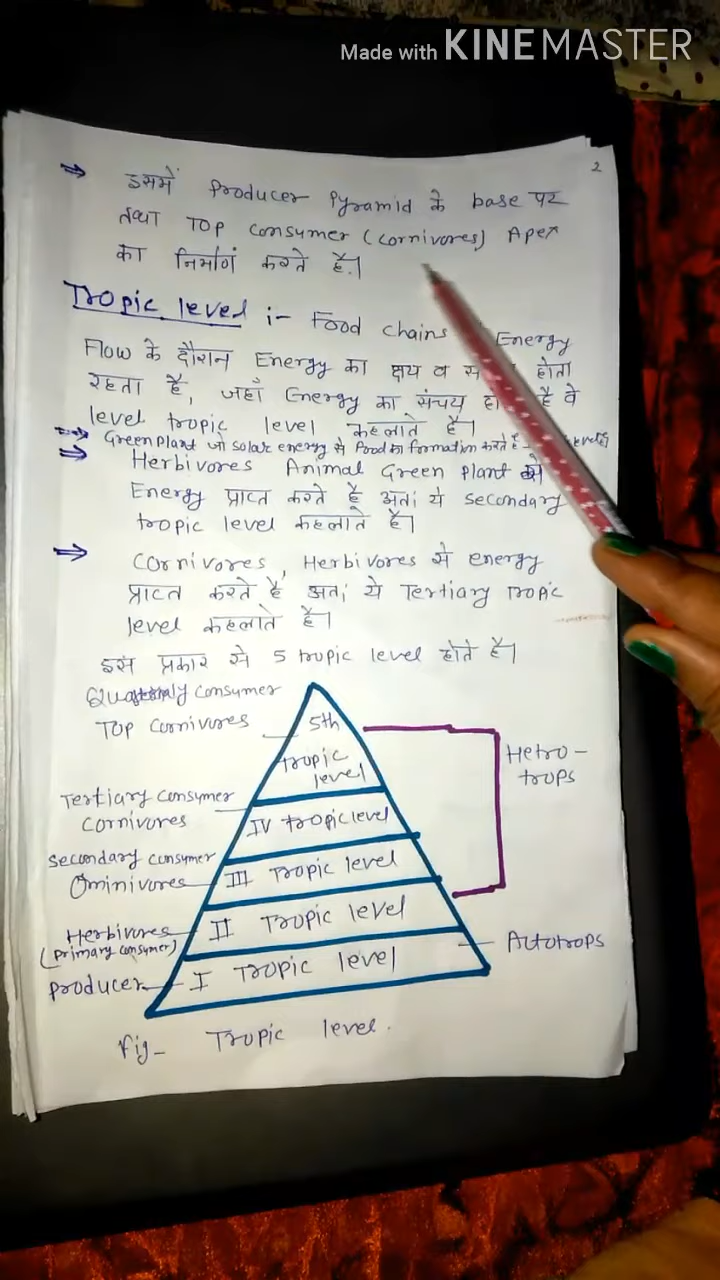 Made with KINEMASTER
2
⇒ इसमें Producer Pyramid के base पर
तथा TOP consumer (cornivores) Apex
का निर्माण करते है।
Tropic level :- Food chains Energy
Flow के दौरान Energy का क्षय व होता
रहता है, जहाँ Energy का संचय है वे
level tropic level कहलाते है।
⇒ Green Plant जो solar energy से Food का formation करते है
⇒ Herbivores Animal Green Plant से
Energy प्राप्त करते है अतः ये secondary
tropic level कहलाते है।
⇒ Cornivores, Herbivores से energy
प्राप्त करते है अतः ये Tertiary Tropic
level कहलाते है।
इस प्रकार से 5 tropic level होते है।
consumer
TOP Cornivores
5th
Tropic
level
Hetro-
trops
Tertiary consumer
Cornivores
IV tropic level
secondary consumer
Ominivores
III Tropic level
Herbivores
(Primary consumer)
II Tropic level
Autotrops
Producer
I Tropic level
fig- Tropic level.